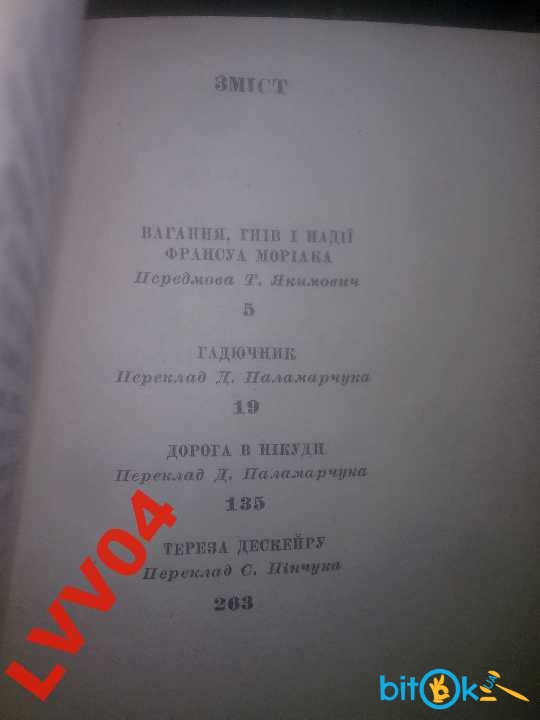 ЗМІСТ
ВАГАННЯ, ГНІВ І НАДІЇ
ФРАНСУА МОРІАКА
Передмова Т. Якимович
5
ГАДЮЧНИК
Переклад Д. Паламарчука
19
ДОРОГА В НІКУДИ
Переклад Д. Паламарчука
135
ТЕРЕЗА ДЕСКЕЙРУ
Переклад С. Пінчука
263
LVV04
bitOk UA